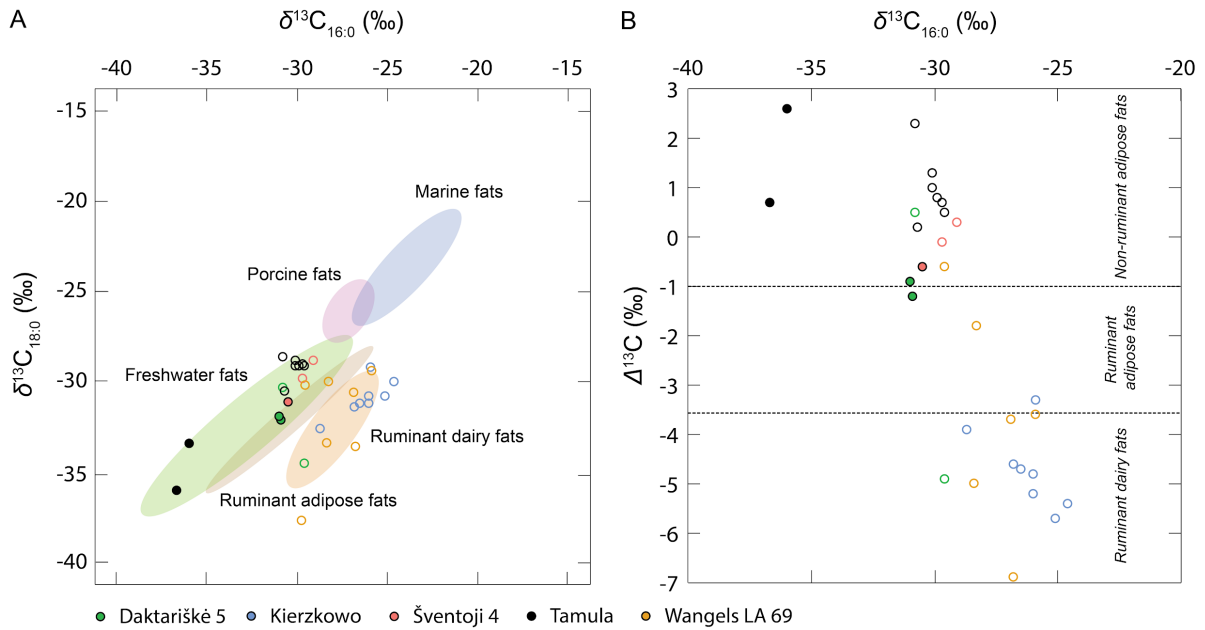 A
δ¹³C₁₆:₀ (‰)
-40 -35 -30 -25 -20 -15
δ¹³C₁₈:₀ (‰)
-15
-20
-25
-30
-35
-40
Marine fats
Porcine fats
Freshwater fats
Ruminant dairy fats
Ruminant adipose fats
B
δ¹³C₁₆:₀ (‰)
-40 -35 -30 -25 -20
Δ¹³C (‰)
3
2
1
0
-1
-2
-3
-4
-5
-6
-7
Non-ruminant adipose fats
Ruminant
adipose fats
Ruminant dairy fats
Daktariškė 5 Kierzkowo Šventoji 4 Tamula Wangels LA 69